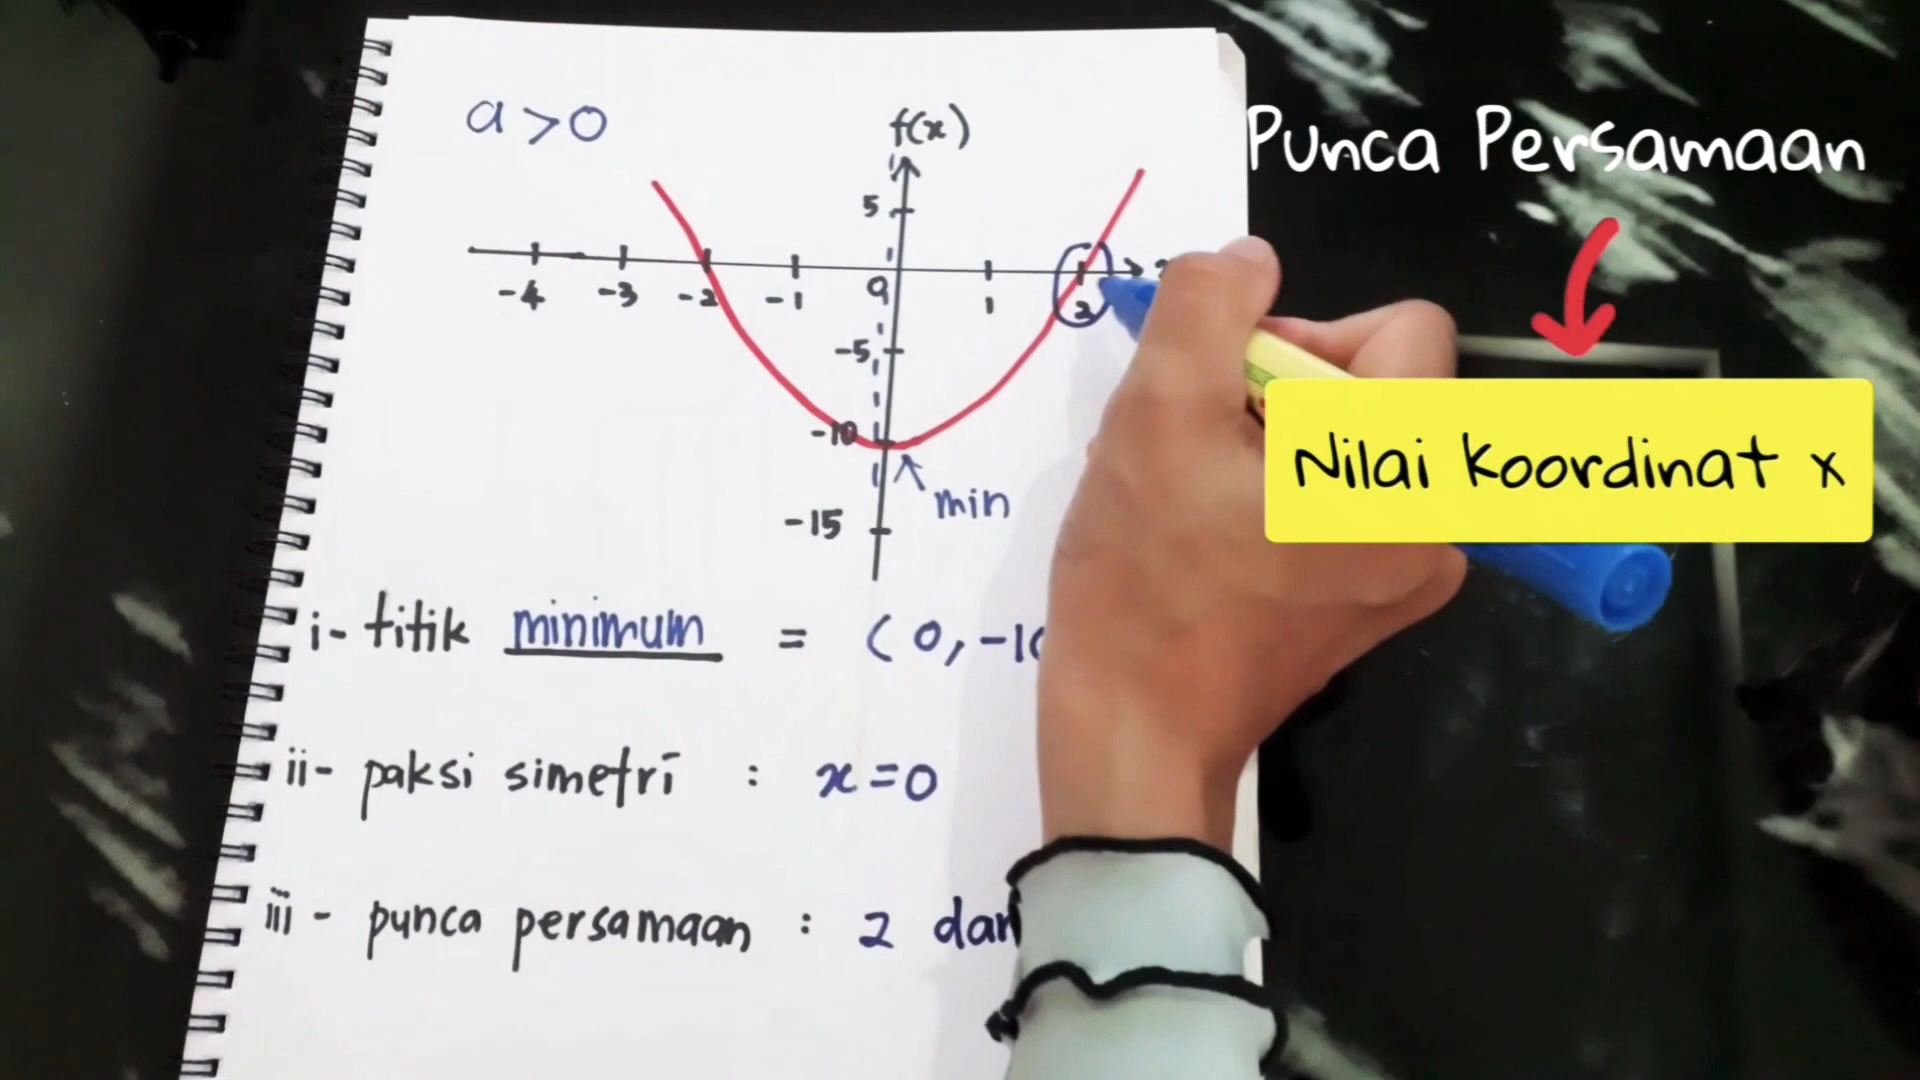 a > 0
f(x)
Punca Persamaan
5
-4 -3 -2 -1 0 1 2
-5
Nilai koordinat x
-10
min
-15
i- titik minimum = (0, -10
ii- paksi simetri : x = 0
iii- punca persamaan : 2 dan